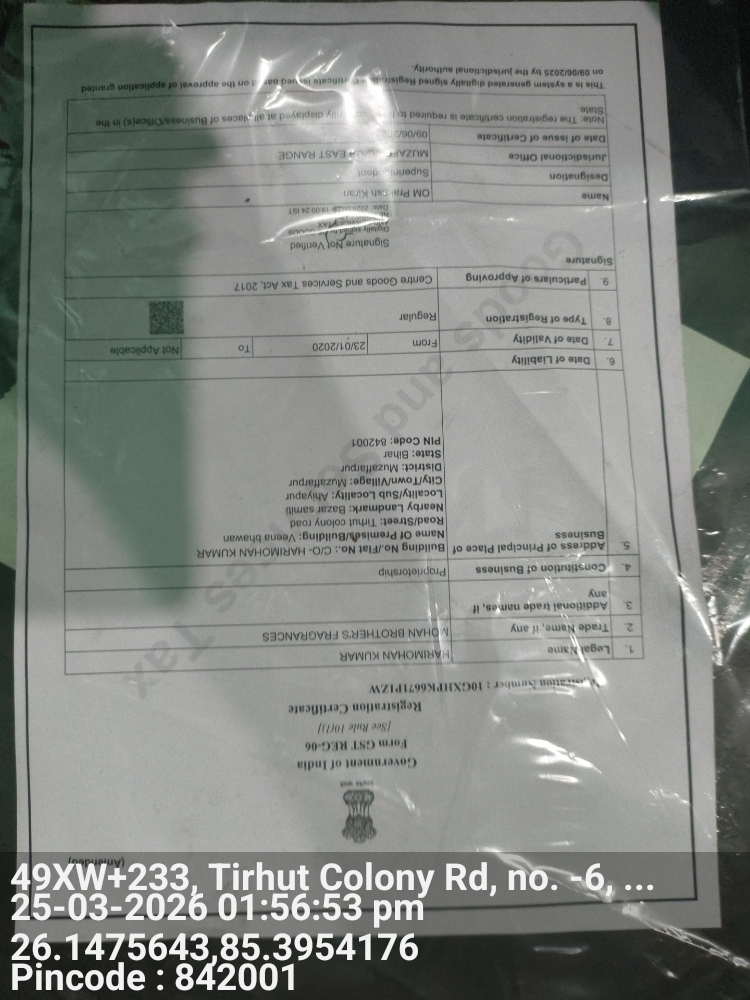 (Amended)
Government of India
Form GST REG-06
[See Rule 10(1)]
Registration Certificate
Registration Number : 10GXHPK6671P1ZW
1. Legal Name HARIMOHAN KUMAR
2. Trade Name, if any MOHAN BROTHER'S FRAGRANCES
3. Additional trade names, if any
4. Constitution of Business Proprietorship
5. Address of Principal Place of Business
Building No./Flat No.: C/O- HARIMOHAN KUMAR
Name Of Premises/Building: Veena bhawan
Road/Street: Tirhut colony road
Nearby Landmark: Bazar samiti
Locality/Sub Locality: Ahiyapur
City/Town/Village: Muzaffarpur
District: Muzaffarpur
State: Bihar
PIN Code: 842001
6. Date of Liability
7. Date of Validity From 23/01/2020 To Not Applicable
8. Type of Registration Regular
9. Particulars of Approving Centre Goods and Services Tax Act, 2017
Signature
Signature Not Verified
Digitally signed by
Name OM Prakash Kiran
Designation Superintendent
Jurisdictional Office EAST RANGE
Date of issue of Certificate 09/06/
Note: The registration certificate is required to be displayed at all places of Business/Office(s) in the State.
This is a system generated digitally signed Registration Certificate issued based on the approval of application granted
on 09/06/2025 by the jurisdictional authority.
Goods and Services Tax
49XW+233, Tirhut Colony Rd, no. -6, ...
25-03-2026 01:56:53 pm
26.1475643,85.3954176
Pincode : 842001